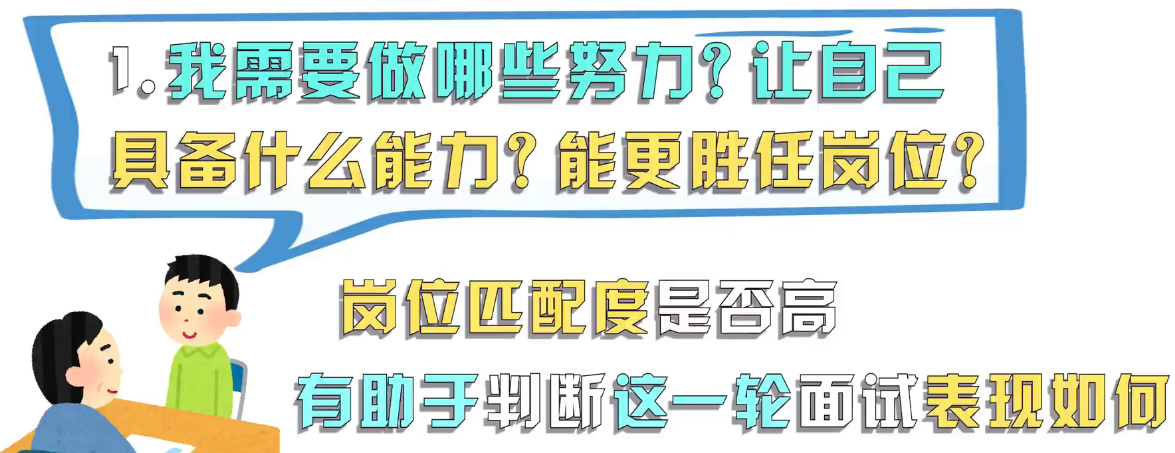 1.我需要做哪些努力?让自己
具备什么能力?能更胜任岗位?
岗位匹配度是否高
有助于判断这一轮面试表现如何